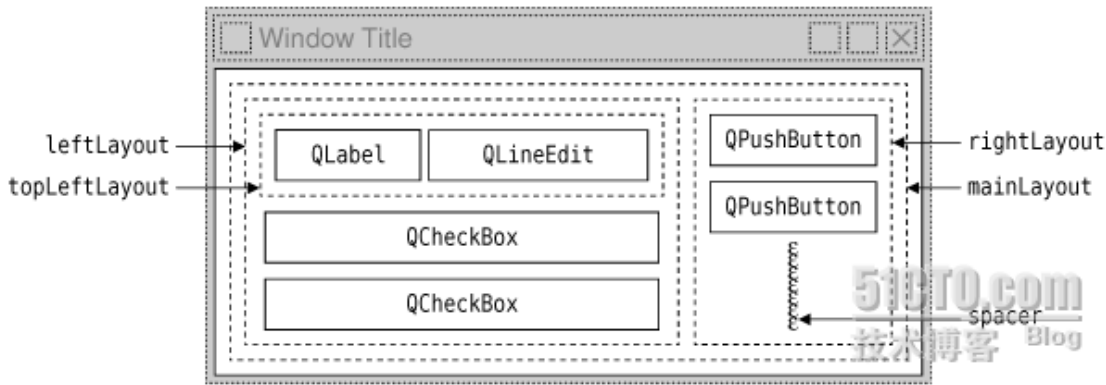 Window Title
leftLayout
topLeftLayout
QLabel
QLineEdit
QCheckBox
QCheckBox
QPushButton
QPushButton
rightLayout
mainLayout
spacer
51CTO.com
技术博客 Blog